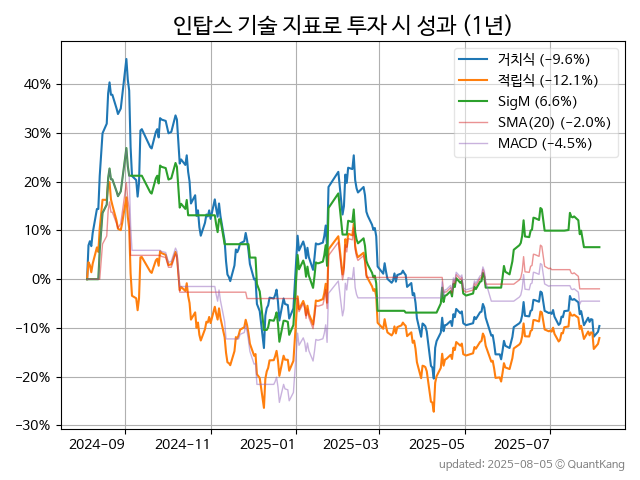 인탑스 기술 지표로 투자 시 성과 (1년)
거치식 (−9.6%)
적립식 (−12.1%)
SigM (6.6%)
SMA(20) (−2.0%)
MACD (−4.5%)
40%
30%
20%
10%
0%
−10%
−20%
−30%
2024−09 2024−11 2025−01 2025−03 2025−05 2025−07
updated: 2025−08−05 © QuantKang